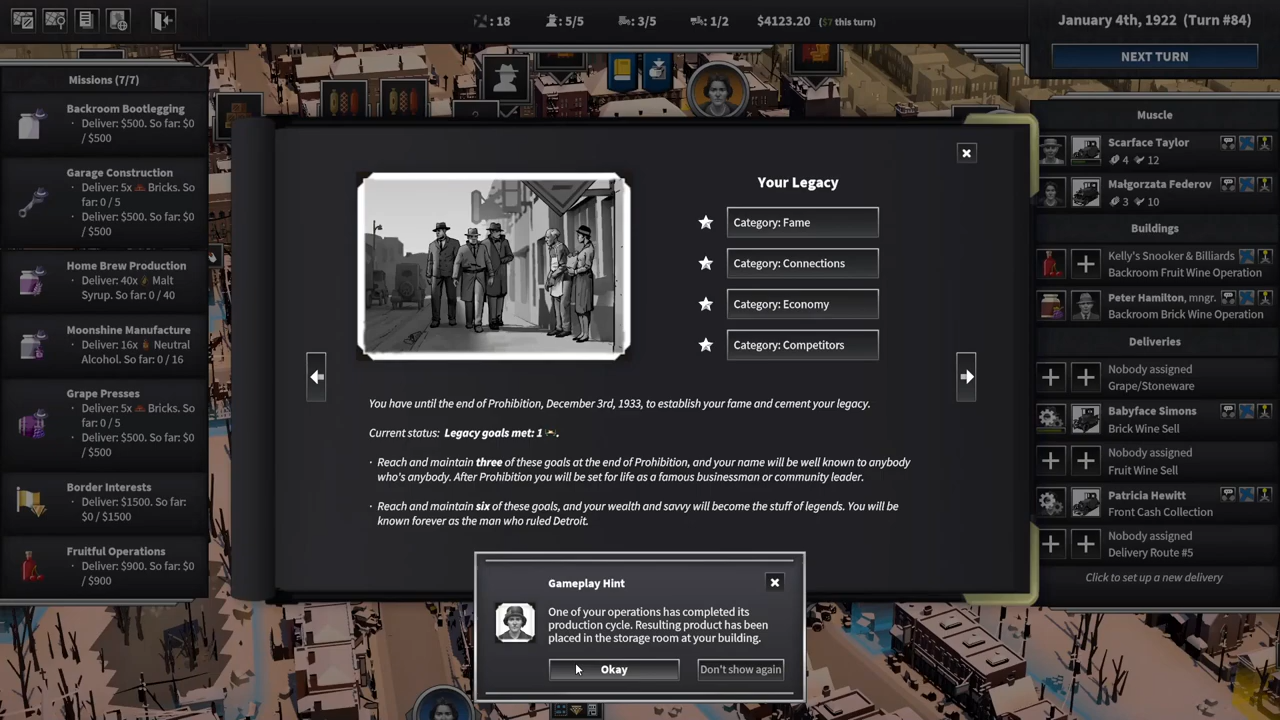 : 18
: 5/5
: 3/5
: 1/2
$4123.20 ($7 this turn)
January 4th, 1922 (Turn #84)
NEXT TURN
Missions (7/7)
Backroom Bootlegging
· Deliver: $500. So far: $0
/ $500
Garage Construction
· Deliver: 5x Bricks. So
far: 0 / 5
· Deliver: $500. So far: $0
/ $500
Home Brew Production
· Deliver: 40x Malt
Syrup. So far: 0 / 40
Moonshine Manufacture
· Deliver: 16x Neutral
Alcohol. So far: 0 / 16
Grape Presses
· Deliver: 5x Bricks. So
far: 0 / 5
· Deliver: $500. So far: $0
/ $500
Border Interests
· Deliver: $1500. So far:
$0 / $1500
Fruitful Operations
· Deliver: $900. So far: $0
/ $900
Your Legacy
Category: Fame
Category: Connections
Category: Economy
Category: Competitors
You have until the end of Prohibition, December 3rd, 1933, to establish your fame and cement your legacy.
Current status: Legacy goals met: 1 .
· Reach and maintain three of these goals at the end of Prohibition, and your name will be well known to anybody
who's anybody. After Prohibition you will be set for life as a famous businessman or community leader.
· Reach and maintain six of these goals, and your wealth and savvy will become the stuff of legends. You will be
known forever as the man who ruled Detroit.
Gameplay Hint
One of your operations has completed its
production cycle. Resulting product has been
placed in the storage room at your building.
Okay
Don't show again
Muscle
Scarface Taylor
4 12
Małgorzata Federov
3 10
Buildings
Kelly's Snooker & Billiards
Backroom Fruit Wine Operation
Peter Hamilton, mngr.
Backroom Brick Wine Operation
Deliveries
Nobody assigned
Grape/Stoneware
Babyface Simons
Brick Wine Sell
Nobody assigned
Fruit Wine Sell
Patricia Hewitt
Front Cash Collection
Nobody assigned
Delivery Route #5
Click to set up a new delivery